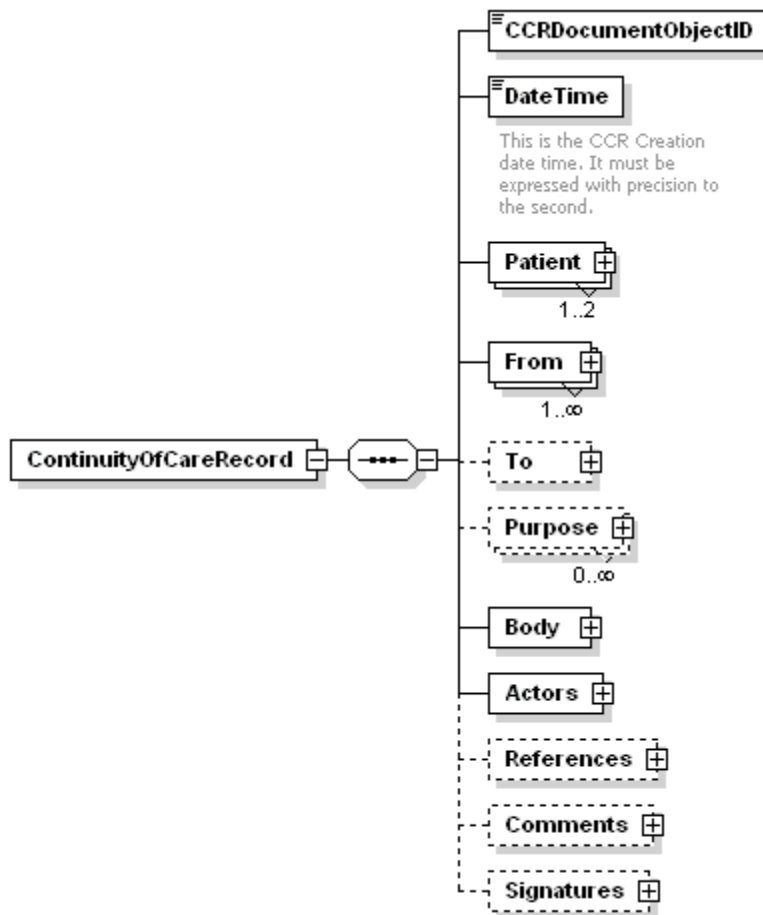 CCRDocumentObjectID
DateTime
This is the CCR Creation
date time. It must be
expressed with precision to
the second.
Patient
1..2
From
1..∞
ContinuityOfCareRecord
To
Purpose
0..∞
Body
Actors
References
Comments
Signatures